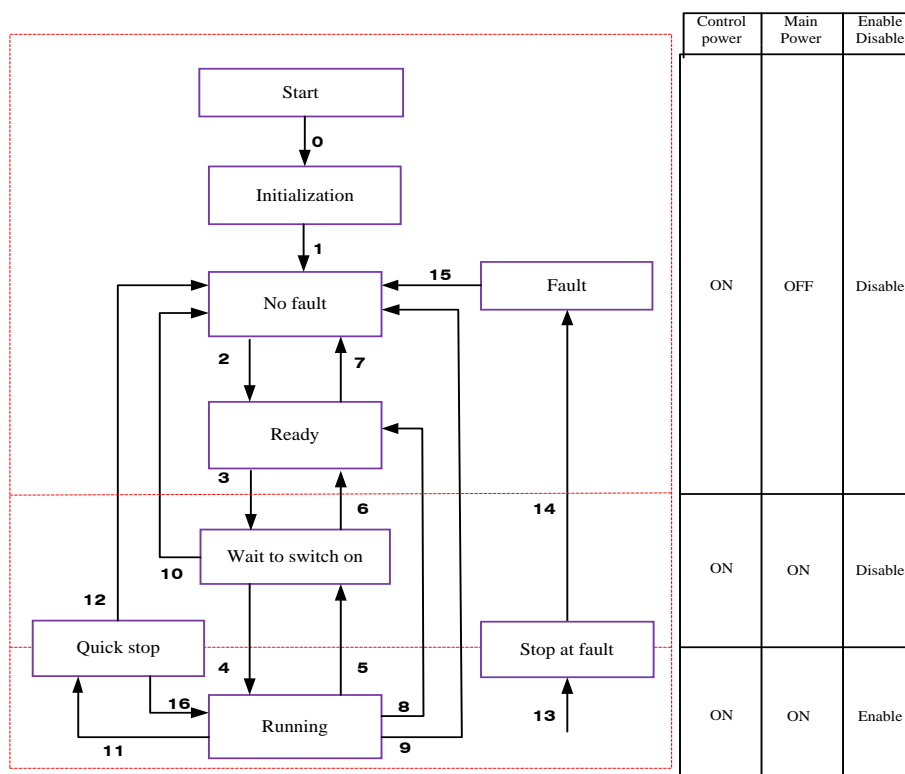 Control power
Main Power
Enable Disable
Start
0
Initialization
1
15
No fault
Fault
ON
OFF
Disable
2
7
Ready
3
6
14
Wait to switch on
10
ON
ON
Disable
12
Quick stop
4
5
Stop at fault
16
8
13
Running
ON
ON
Enable
11
9